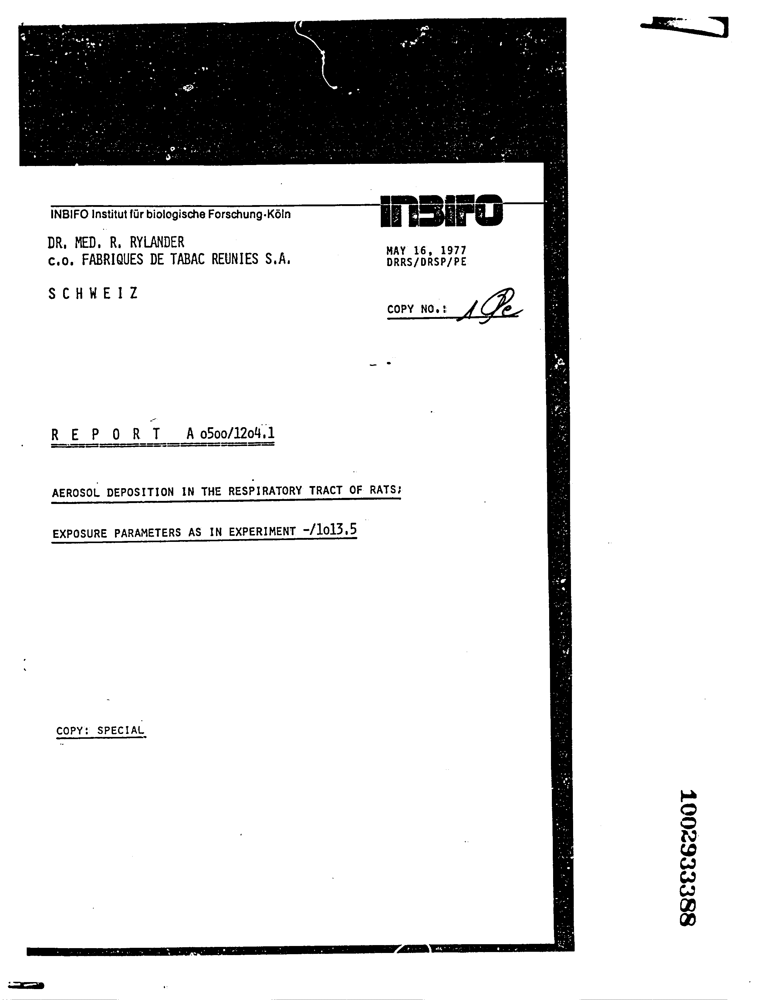 INBIFO Institut für biologische Forschung·Köln
INBIFO
DR. MED. R. RYLANDER
c.o. FABRIQUES DE TABAC REUNIES S.A.
SCHWEIZ
MAY 16, 1977
DRRS/DRSP/PE
COPY NO.: 1 Pe
REPORT A o5oo/12o4.1
AEROSOL DEPOSITION IN THE RESPIRATORY TRACT OF RATS;
EXPOSURE PARAMETERS AS IN EXPERIMENT -/1o13.5
COPY: SPECIAL
1002933388